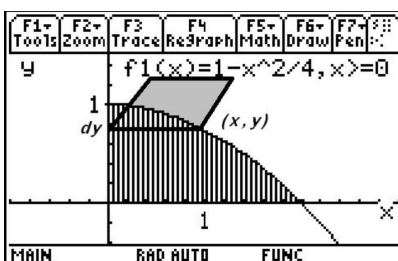 F1▾ F2▾ F3 F4 F5▾ F6▾ F7▾
Tools Zoom Trace ReGraph Math Draw Pen
y f1(x)=1-x^2/4,x>=0
1
dy (x, y)
x
1
MAIN RAD AUTO FUNC